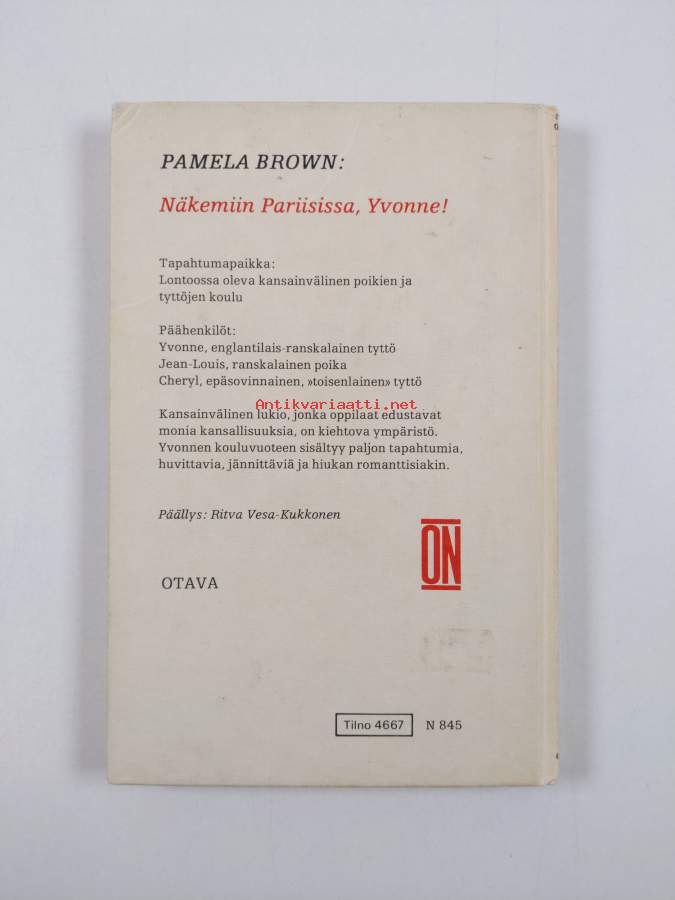 PAMELA BROWN:
Näkemiin Pariisissa, Yvonne!
Tapahtumapaikka:
Lontoossa oleva kansainvälinen poikien ja
tyttöjen koulu
Päähenkilöt:
Yvonne, englantilais-ranskalainen tyttö
Jean-Louis, ranskalainen poika
Cheryl, epäsovinnainen, »toisenlainen» tyttö
Antikvariaatti.net
Kansainvälinen lukio, jonka oppilaat edustavat
monia kansallisuuksia, on kiehtova ympäristö.
Yvonnen kouluvuoteen sisältyy paljon tapahtumia,
huvittavia, jännittäviä ja hiukan romanttisiakin.
Päällys: Ritva Vesa-Kukkonen
ON
OTAVA
Tilno 4667 N 845